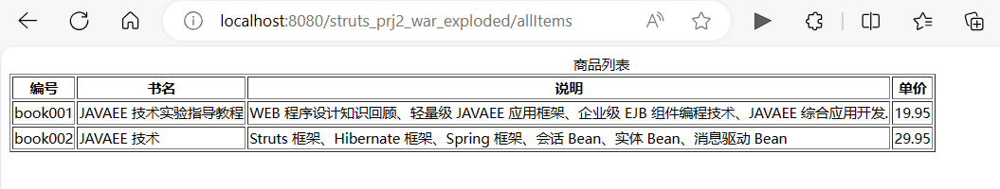 localhost:8080/struts_prj2_war_exploded/allItems
商品列表
编号 书名 说明 单价
book001 JAVAEE 技术实验指导教程 WEB 程序设计知识回顾、轻量级 JAVAEE 应用框架、企业级 EJB 组件编程技术、JAVAEE 综合应用开发. 19.95
book002 JAVAEE 技术 Struts 框架、Hibernate 框架、Spring 框架、会话 Bean、实体 Bean、消息驱动 Bean 29.95